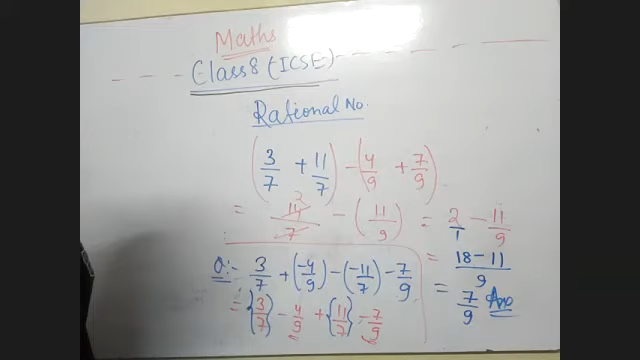 Maths
Class 8 (ICSE)
Rational No.
(3/7 + 11/7) - (4/9 + 7/9)
= 14/7 2 - (11/9) = 2/1 - 11/9
= 18-11/9
= 7/9 Ans
Q:- 3/7 + (-4/9) - (-11/7) - 7/9
= {3/7} - 4/9 + {11/7} - 7/9